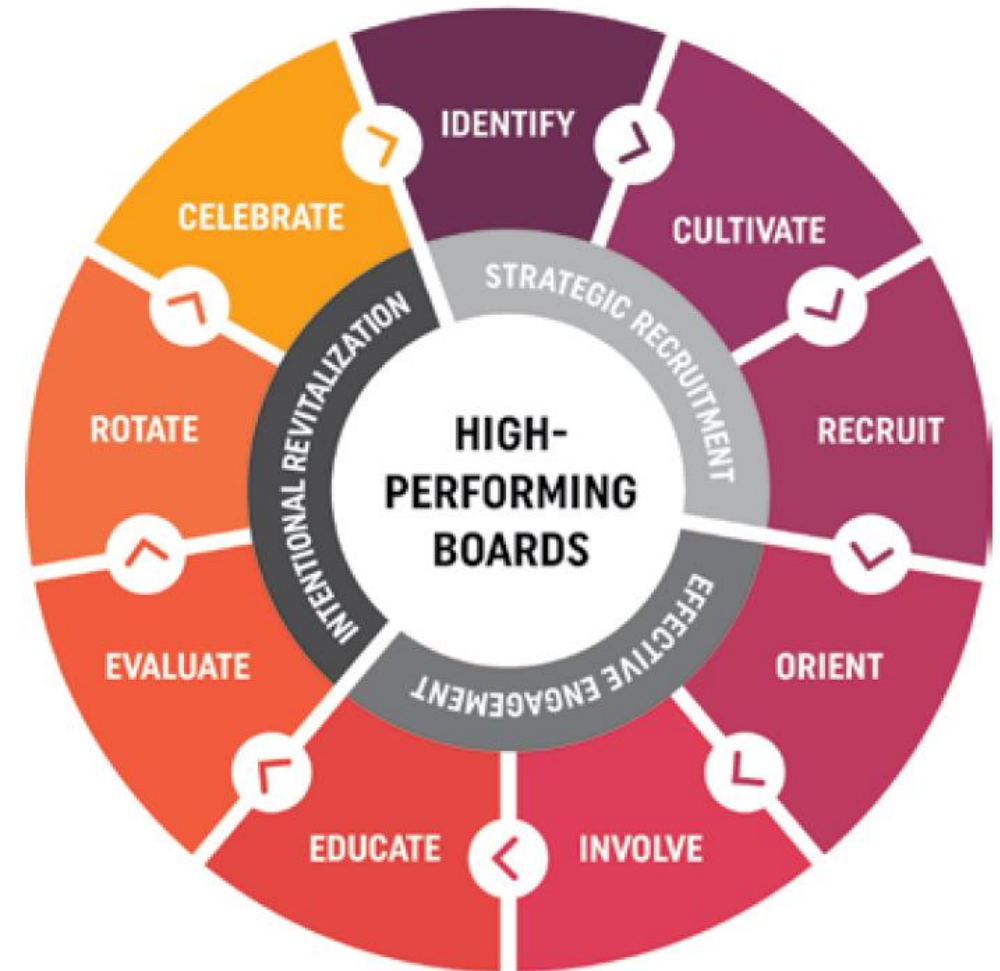 IDENTIFY
CULTIVATE
RECRUIT
ORIENT
INVOLVE
EDUCATE
EVALUATE
ROTATE
CELEBRATE
STRATEGIC RECRUITMENT
EFFECTIVE ENGAGEMENT
INTENTIONAL REVITALIZATION
HIGH-
PERFORMING
BOARDS